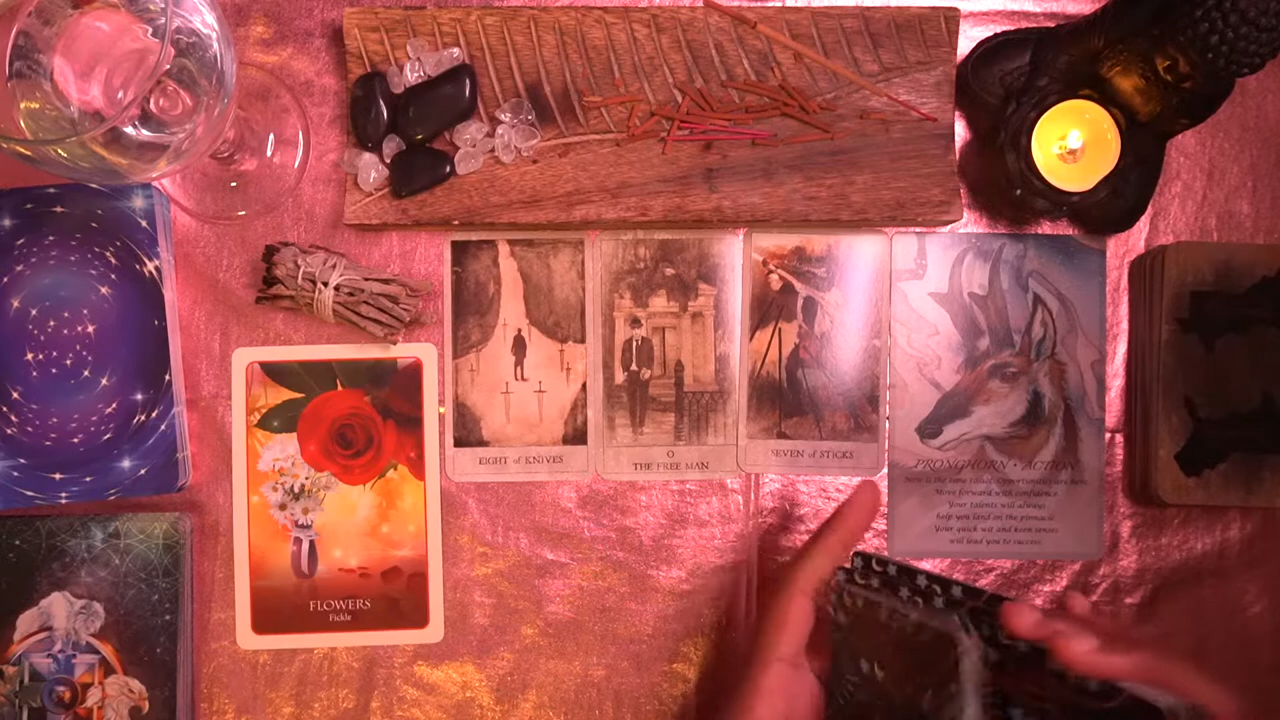 EIGHT of KNIVES
0
THE FREE MAN
SEVEN of STICKS
PRONGHORN • ACTION
Now is the time to act. Opportunities are here.
Move forward with confidence.
Your talents will always
help you land on the pinnacle.
Your quick wit and keen senses
will lead you to success.
FLOWERS
Fickle